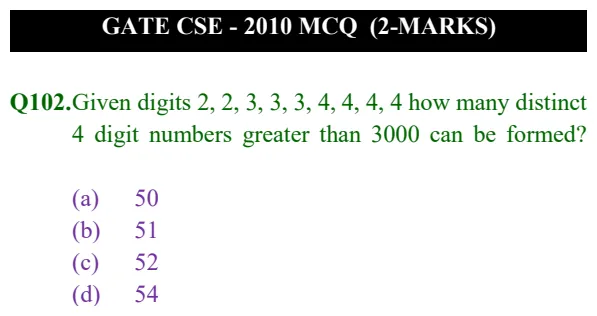 GATE CSE - 2010 MCQ (2-MARKS)
Q102.Given digits 2, 2, 3, 3, 3, 4, 4, 4, 4 how many distinct
4 digit numbers greater than 3000 can be formed?
(a) 50
(b) 51
(c) 52
(d) 54